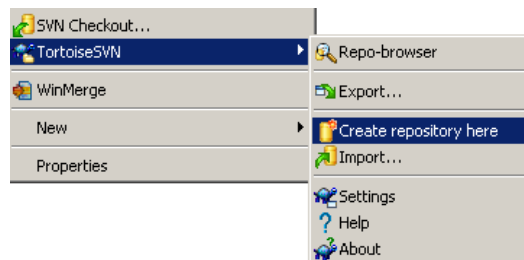 SVN Checkout...
TortoiseSVN
WinMerge
New
Properties
Repo-browser
Export...
Create repository here
Import...
Settings
Help
About